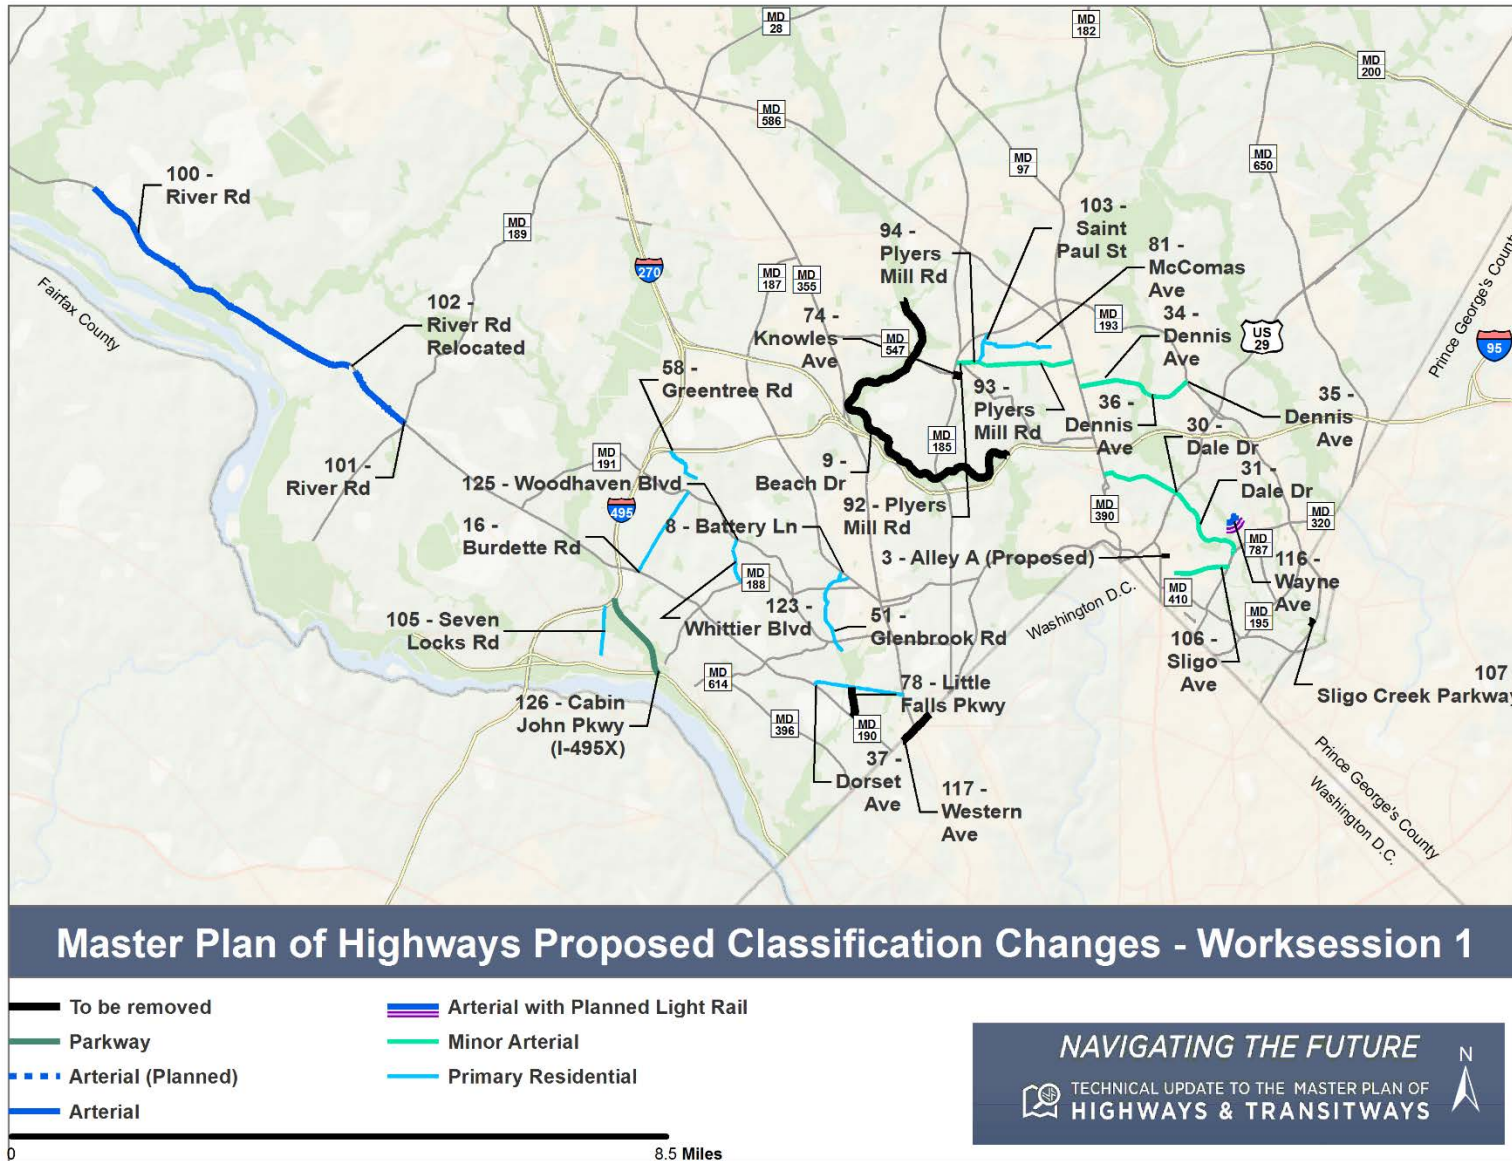 MD
28
MD
182
MD
200
MD
586
MD
97
MD
650
100 -
River Rd
MD
189
103 -
Saint
Paul St
94 -
Plyers
Mill Rd
81 -
McComas
Ave
Prince George's County
Fairfax County
270
MD
187
MD
355
102 -
River Rd
Relocated
74 -
Knowles
Ave
MD
547
MD
193
34 -
Dennis
Ave
US
29
95
58 -
Greentree Rd
93 -
Plyers
Mill Rd
36 -
Dennis
Ave
35 -
Dennis
Ave
30 -
Dale Dr
MD
185
101 -
River Rd
MD
191
9 -
Beach Dr
31 -
Dale Dr
125 - Woodhaven Blvd
495
92 - Plyers
Mill Rd
MD
390
MD
320
16 -
Burdette Rd
8 - Battery Ln
3 - Alley A (Proposed)
MD
787
116 -
Wayne
Ave
MD
188
Washington D.C.
MD
410
MD
195
105 - Seven
Locks Rd
123 -
Whittier Blvd
51 -
Glenbrook Rd
106 -
Sligo
Ave
107
Sligo Creek Parkway
MD
614
78 - Little
Falls Pkwy
126 - Cabin
John Pkwy
(I-495X)
MD
396
MD
190
37 -
Dorset
Ave
117 -
Western
Ave
Prince George's County
Washington D.C.
Master Plan of Highways Proposed Classification Changes - Worksession 1
To be removed
Parkway
Arterial (Planned)
Arterial
Arterial with Planned Light Rail
Minor Arterial
Primary Residential
0
8.5 Miles
NAVIGATING THE FUTURE
TECHNICAL UPDATE TO THE MASTER PLAN OF
HIGHWAYS & TRANSITWAYS
N